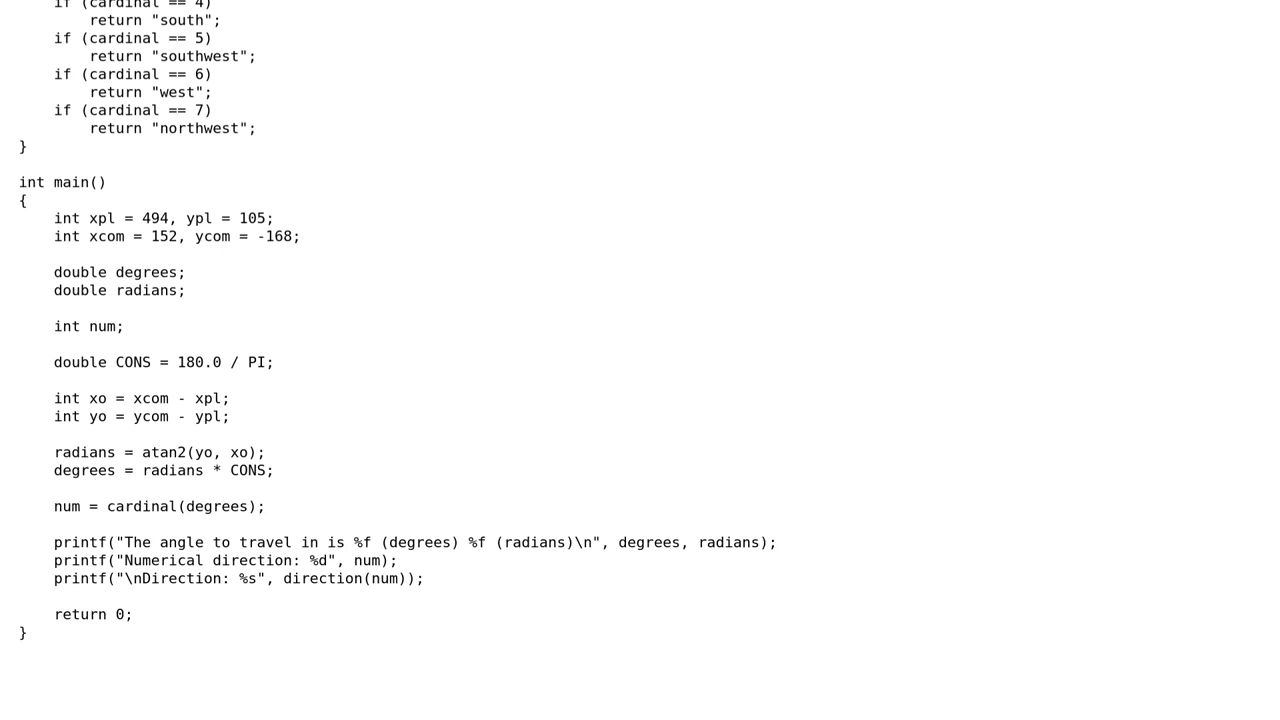 if (cardinal == 4)
        return "south";
    if (cardinal == 5)
        return "southwest";
    if (cardinal == 6)
        return "west";
    if (cardinal == 7)
        return "northwest";
}

int main()
{
    int xpl = 494, ypl = 105;
    int xcom = 152, ycom = -168;

    double degrees;
    double radians;

    int num;

    double CONS = 180.0 / PI;

    int xo = xcom - xpl;
    int yo = ycom - ypl;

    radians = atan2(yo, xo);
    degrees = radians * CONS;

    num = cardinal(degrees);

    printf("The angle to travel in is %f (degrees) %f (radians)\n", degrees, radians);
    printf("Numerical direction: %d", num);
    printf("\nDirection: %s", direction(num));

    return 0;
}